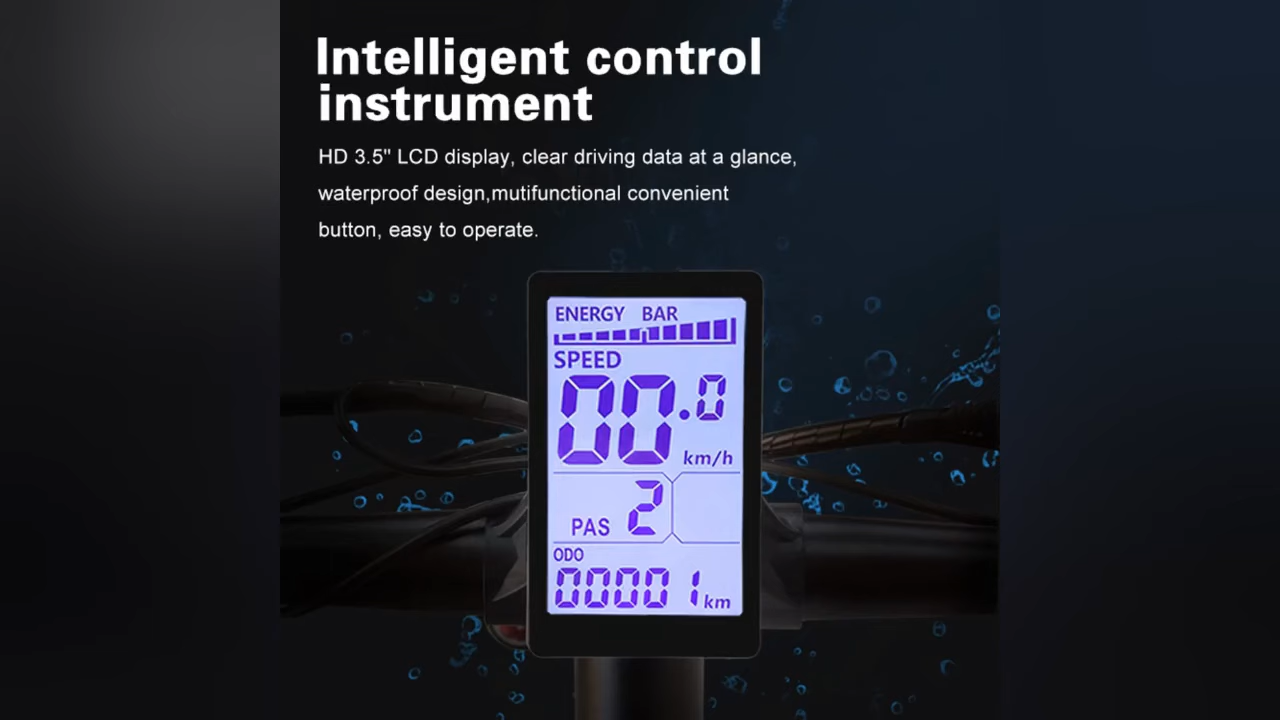 Intelligent control
instrument
HD 3.5" LCD display, clear driving data at a glance,
waterproof design,mutifunctional convenient
button, easy to operate.
ENERGY BAR
SPEED
00.0
km/h
PAS 2
ODO
000001 km